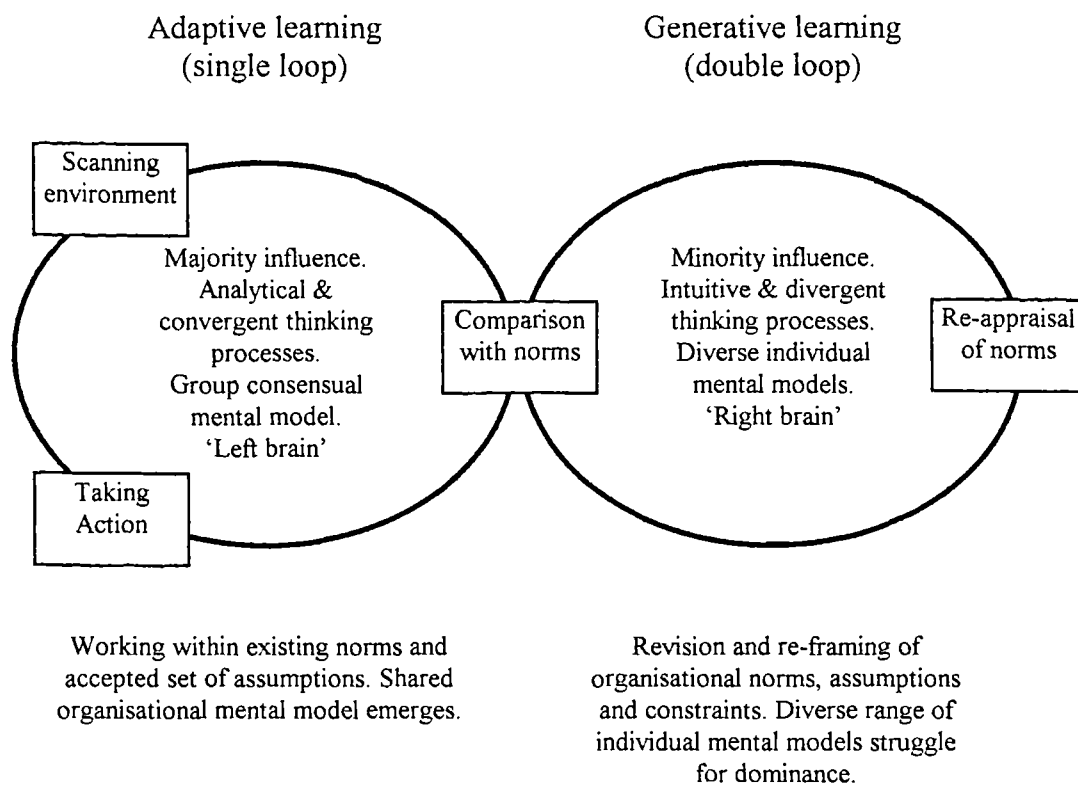 Adaptive learning
(single loop)
Generative learning
(double loop)
Scanning
environment
Majority influence.
Analytical &
convergent thinking
processes.
Group consensual
mental model.
‘Left brain’
Taking
Action
Comparison
with norms
Minority influence.
Intuitive & divergent
thinking processes.
Diverse individual
mental models.
‘Right brain’
Re-appraisal
of norms
Working within existing norms and
accepted set of assumptions. Shared
organisational mental model emerges.
Revision and re-framing of
organisational norms, assumptions
and constraints. Diverse range of
individual mental models struggle
for dominance.